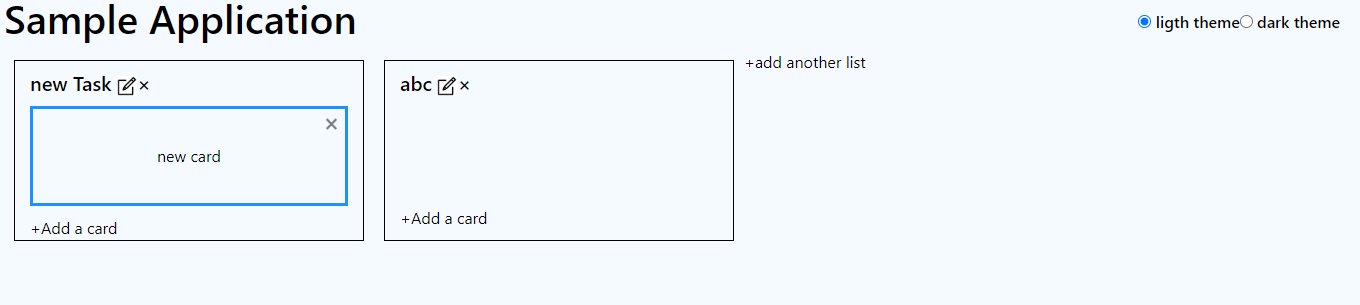 Sample Application
ligth theme dark theme
new Task ×
×
new card
+Add a card
abc ×
+Add a card
+add another list